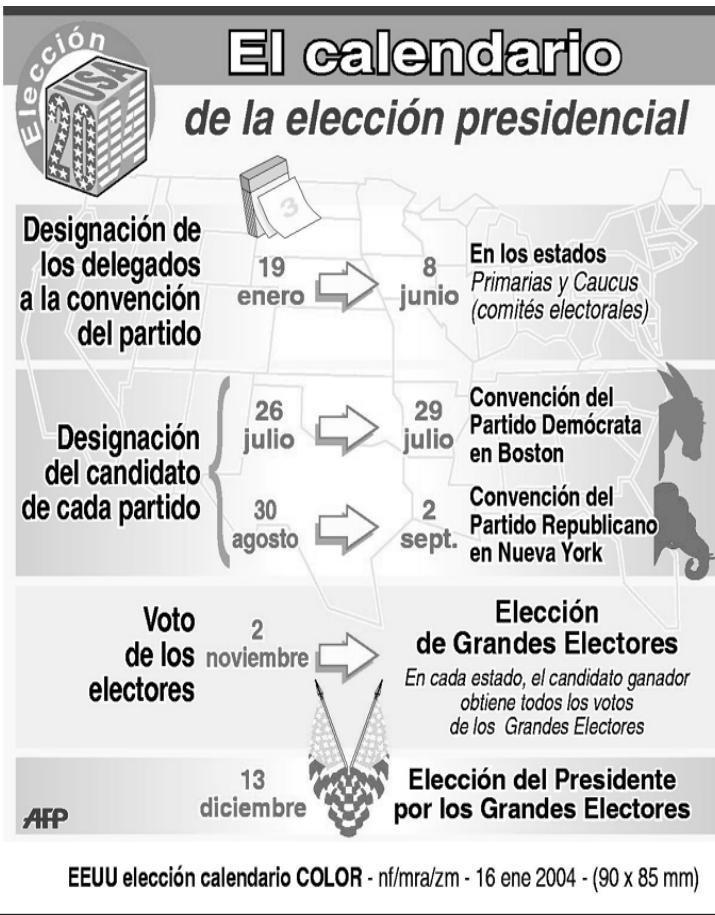 Elección
USA
2004
El calendario
de la elección presidencial
3
Designación de
los delegados
a la convención
del partido
19
enero
8
junio
En los estados
Primarias y Caucus
(comités electorales)
Designación
del candidato
de cada partido
26
julio
29
julio
Convención del
Partido Demócrata
en Boston
30
agosto
2
sept.
Convención del
Partido Republicano
en Nueva York
Voto
de los
electores
2
noviembre
Elección
de Grandes Electores
En cada estado, el candidato ganador
obtiene todos los votos
de los Grandes Electores
13
diciembre
Elección del Presidente
por los Grandes Electores
AFP
EEUU elección calendario COLOR - nf/mra/zm - 16 ene 2004 - (90 x 85 mm)